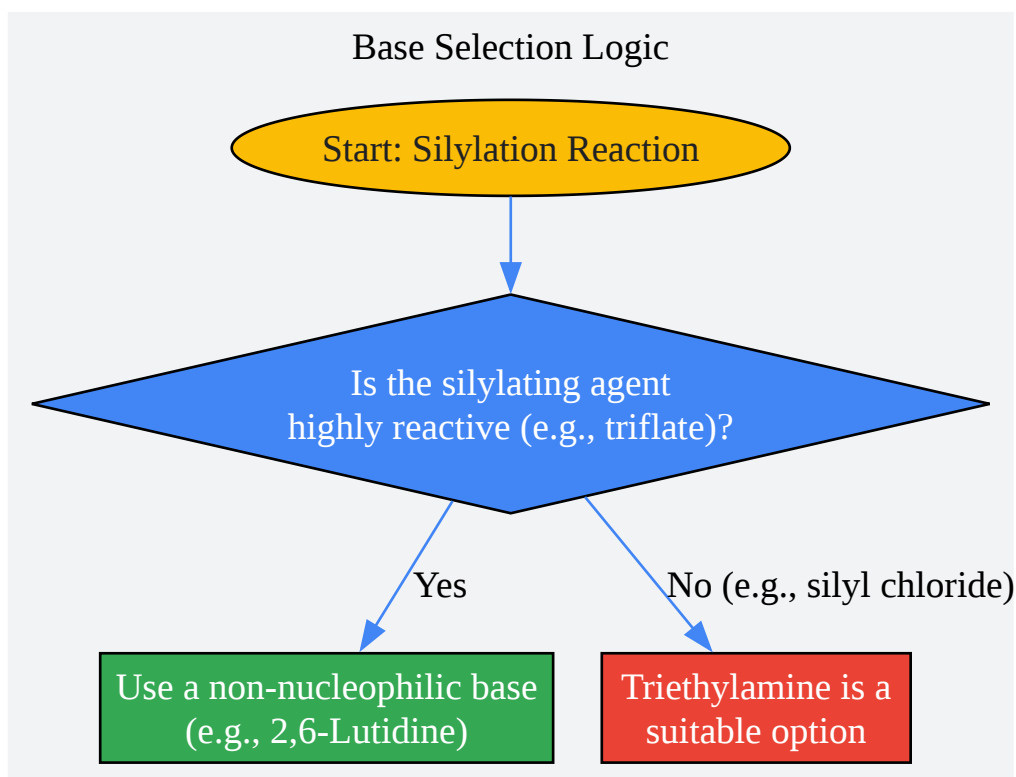 Base Selection Logic
Start: Silylation Reaction
Is the silylating agent
highly reactive (e.g., triflate)?
Yes
No (e.g., silyl chloride)
Use a non-nucleophilic base
(e.g., 2,6-Lutidine)
Triethylamine is a
suitable option